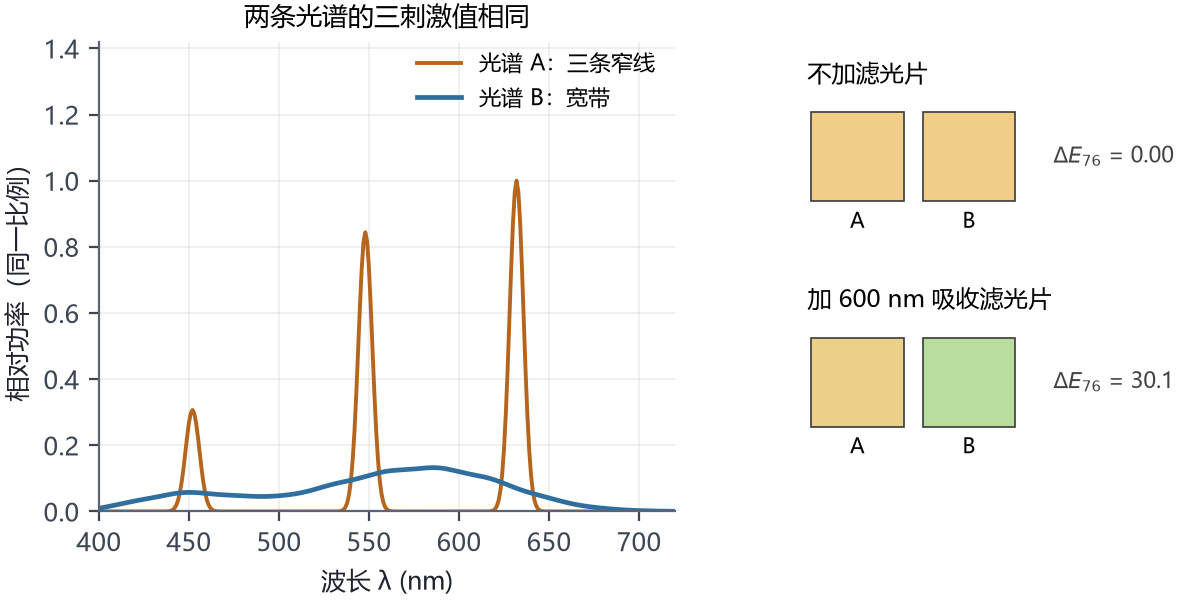 两条光谱的三刺激值相同
光谱 A：三条窄线
光谱 B：宽带
相对功率（同一比例）
1.4
1.2
1.0
0.8
0.6
0.4
0.2
0.0
400 450 500 550 600 650 700
波长 λ (nm)
不加滤光片
A B
ΔE₇₆ = 0.00
加 600 nm 吸收滤光片
A B
ΔE₇₆ = 30.1